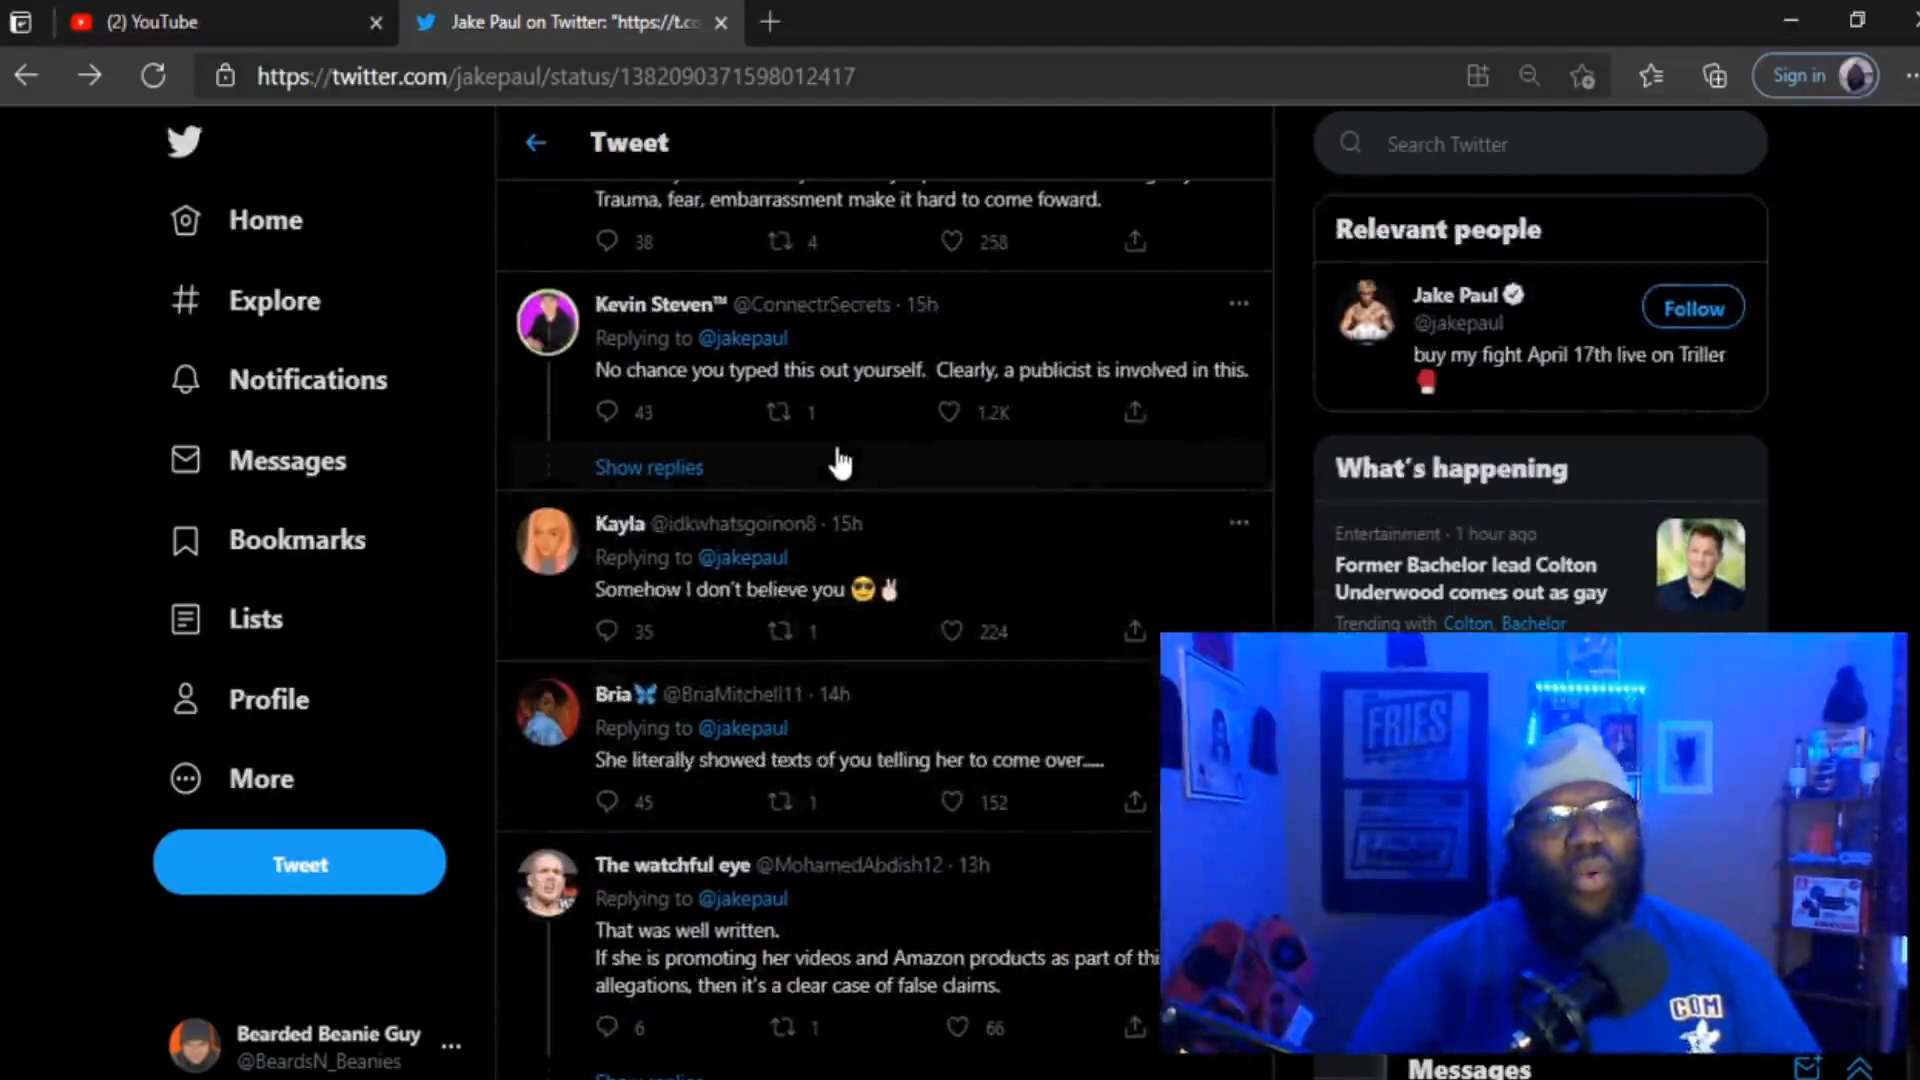 (2) YouTube
Jake Paul on Twitter: "https://t.co
https://twitter.com/jakepaul/status/1382090371598012417
Sign in
Home
Explore
Notifications
Messages
Bookmarks
Lists
Profile
More
Tweet
Bearded Beanie Guy
@BeardsN_Beanies
Tweet
Trauma, fear, embarrassment make it hard to come foward.
38 4 258
Kevin Steven™ @ConnectrSecrets · 15h
Replying to @jakepaul
No chance you typed this out yourself. Clearly, a publicist is involved in this.
43 1 1.2K
Show replies
Kayla @idkwhatsgoinon8 · 15h
Replying to @jakepaul
Somehow I don't believe you 😎✌🏻
35 1 224
Bria🦋 @BriaMitchell11 · 14h
Replying to @jakepaul
She literally showed texts of you telling her to come over.....
45 1 152
The watchful eye @MohamedAbdish12 · 13h
Replying to @jakepaul
That was well written.
If she is promoting her videos and Amazon products as part of
allegations, then it's a clear case of false claims.
6 1 66
Search Twitter
Relevant people
Jake Paul
@jakepaul
Follow
buy my fight April 17th live on Triller
🥊
What's happening
Entertainment · 1 hour ago
Former Bachelor lead Colton
Underwood comes out as gay
Trending with Colton, Bachelor
FRIES
COM
Messages